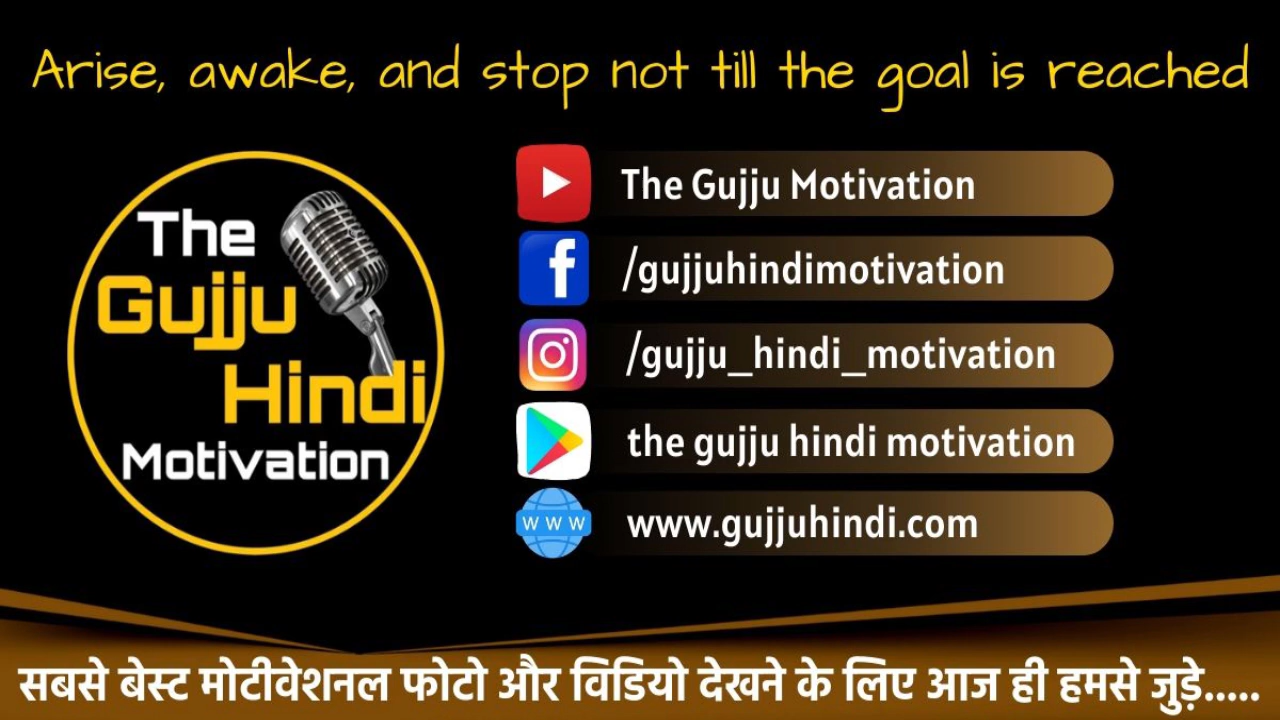 Arise, awake, and stop not till the goal is reached
The
Gujju
Hindi
Motivation
The Gujju Motivation
/gujjuhindimotivation
/gujju_hindi_motivation
the gujju hindi motivation
W W W
www.gujjuhindi.com
सबसे बेस्ट मोटीवेशनल फोटो और विडियो देखने के लिए आज ही हमसे जुड़े.....